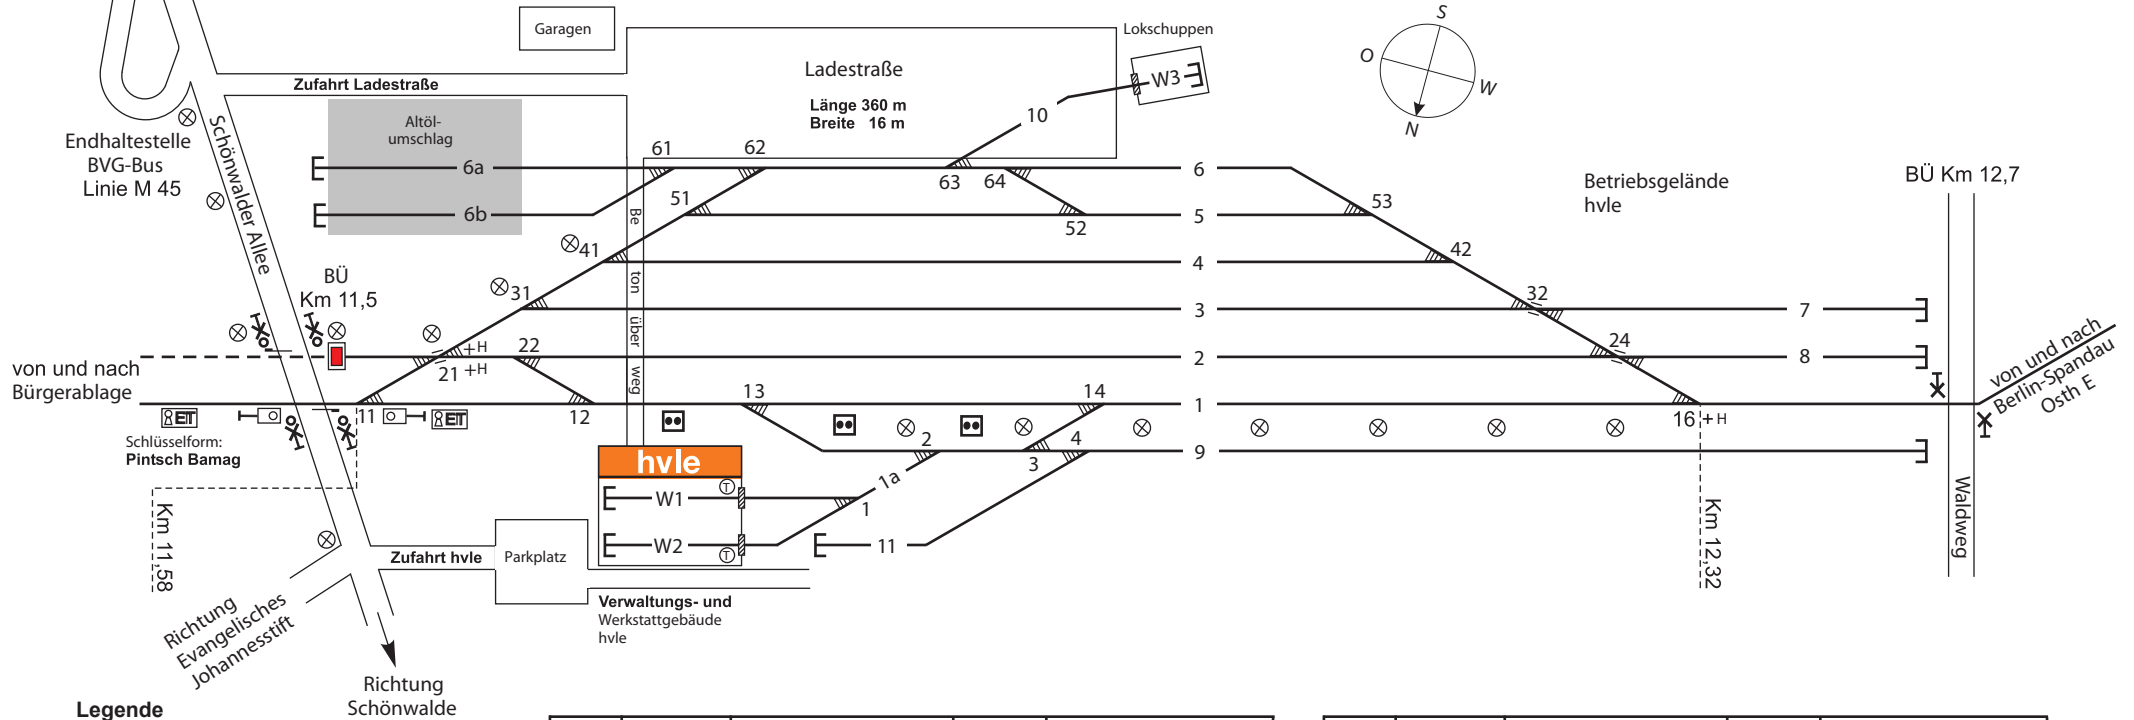 Garagen
Zufahrt Ladestraße
Ladestraße
Länge 360 m
Breite 16 m
Lokschuppen
W3
10
S
O
W
N
Altöl-
umschlag
Endhaltestelle
BVG-Bus
Linie M 45
Schönwalder Allee
6a
6b
61
62
63
64
6
51
52
5
53
41
4
42
31
3
32
7
Be
ton
über
weg
Betriebsgelände
hvle
BÜ Km 12,7
BÜ
Km 11,5
von und nach
Bürgerablage
+H
21 +H
22
2
24
8
11
12
13
14
1
16 +H
von und nach
Berlin-Spandau
Osth E
ET
ET
Schlüsselform:
Pintsch Bamag
hvle
W1
T
W2
T
1
1a
2
3
4
9
11
Km 11,58
Km 12,32
Waldweg
Zufahrt hvle
Parkplatz
Verwaltungs- und
Werkstattgebäude
hvle
Richtung
Evangelisches
Johannesstift
Richtung
Schönwalde
Legende